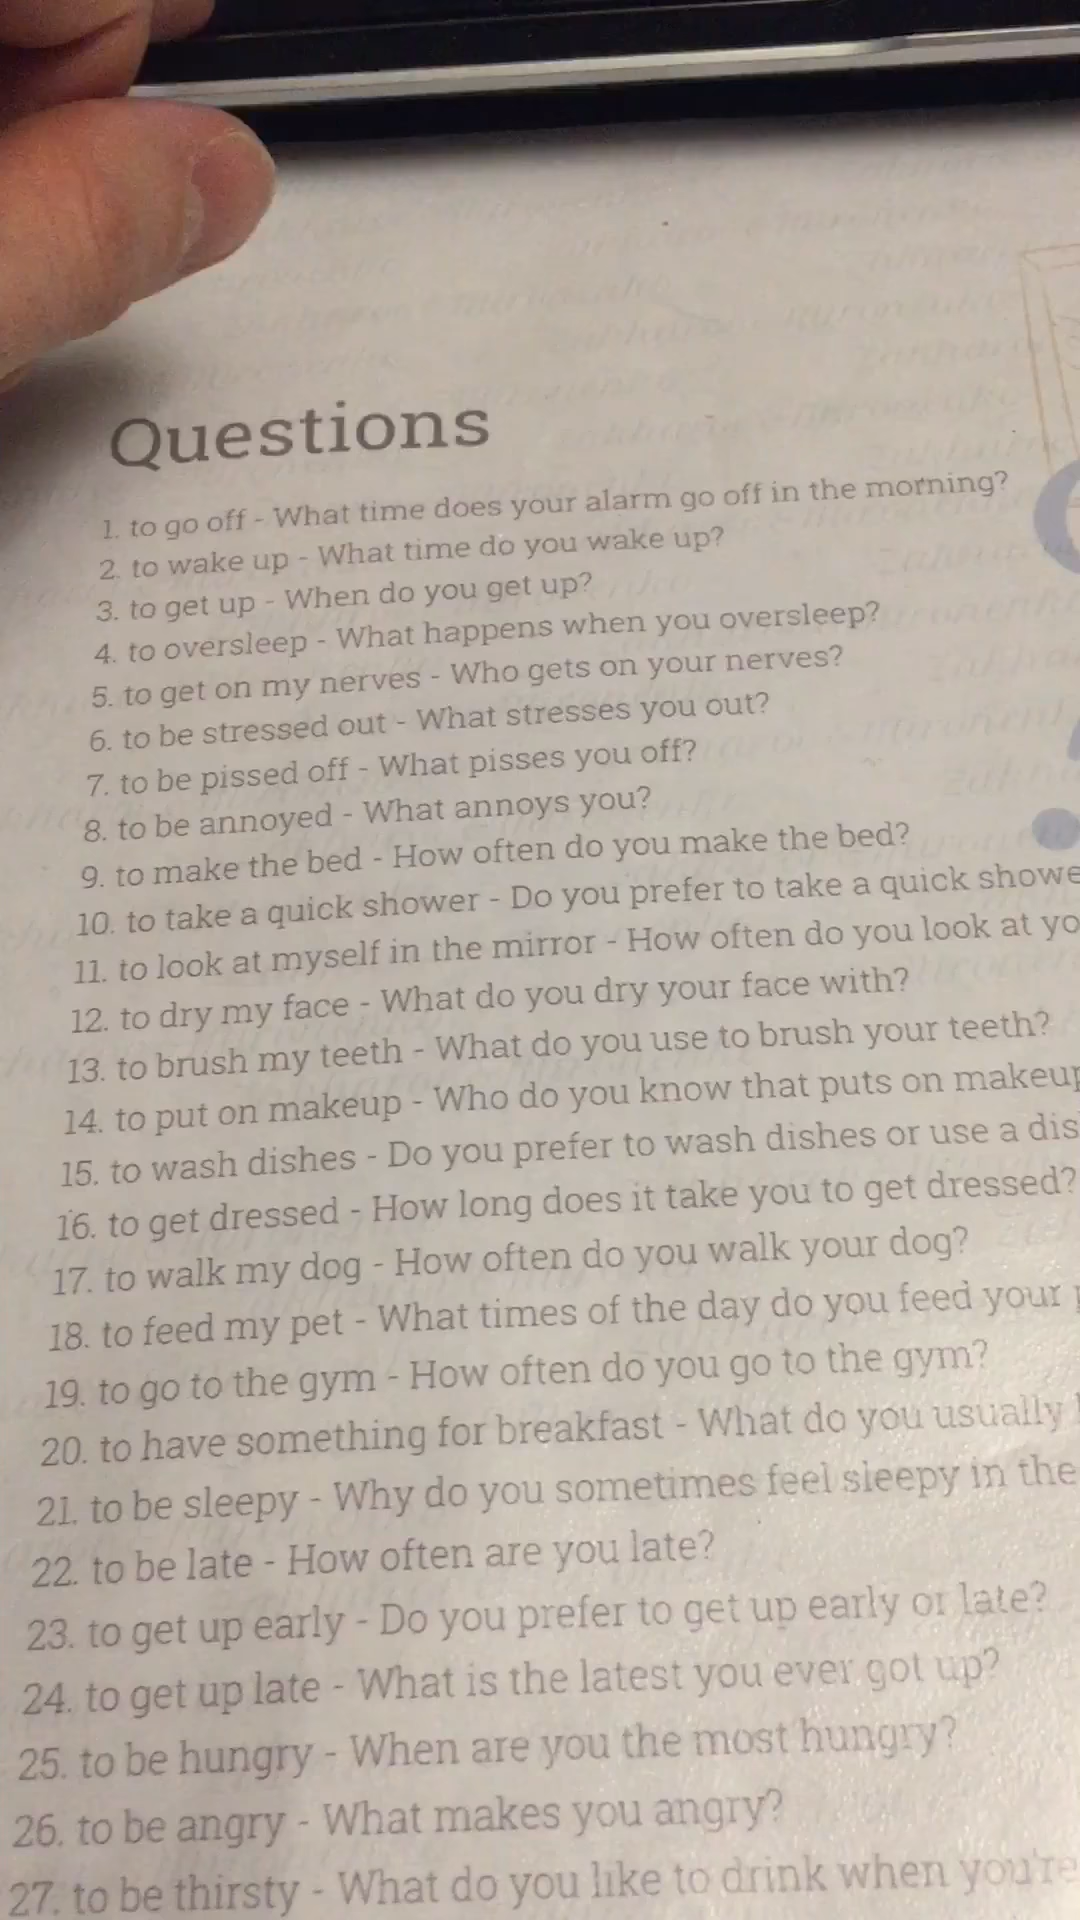 Questions
1. to go off - What time does your alarm go off in the morning?
2. to wake up - What time do you wake up?
3. to get up - When do you get up?
4. to oversleep - What happens when you oversleep?
5. to get on my nerves - Who gets on your nerves?
6. to be stressed out - What stresses you out?
7. to be pissed off - What pisses you off?
8. to be annoyed - What annoys you?
9. to make the bed - How often do you make the bed?
10. to take a quick shower - Do you prefer to take a quick showe
11. to look at myself in the mirror - How often do you look at yo
12. to dry my face - What do you dry your face with?
13. to brush my teeth - What do you use to brush your teeth?
14. to put on makeup - Who do you know that puts on makeup
15. to wash dishes - Do you prefer to wash dishes or use a dis
16. to get dressed - How long does it take you to get dressed?
17. to walk my dog - How often do you walk your dog?
18. to feed my pet - What times of the day do you feed your
19. to go to the gym - How often do you go to the gym?
20. to have something for breakfast - What do you usually
21. to be sleepy - Why do you sometimes feel sleepy in the
22. to be late - How often are you late?
23. to get up early - Do you prefer to get up early or late?
24. to get up late - What is the latest you ever got up?
25. to be hungry - When are you the most hungry?
26. to be angry - What makes you angry?
27. to be thirsty - What do you like to drink when you're